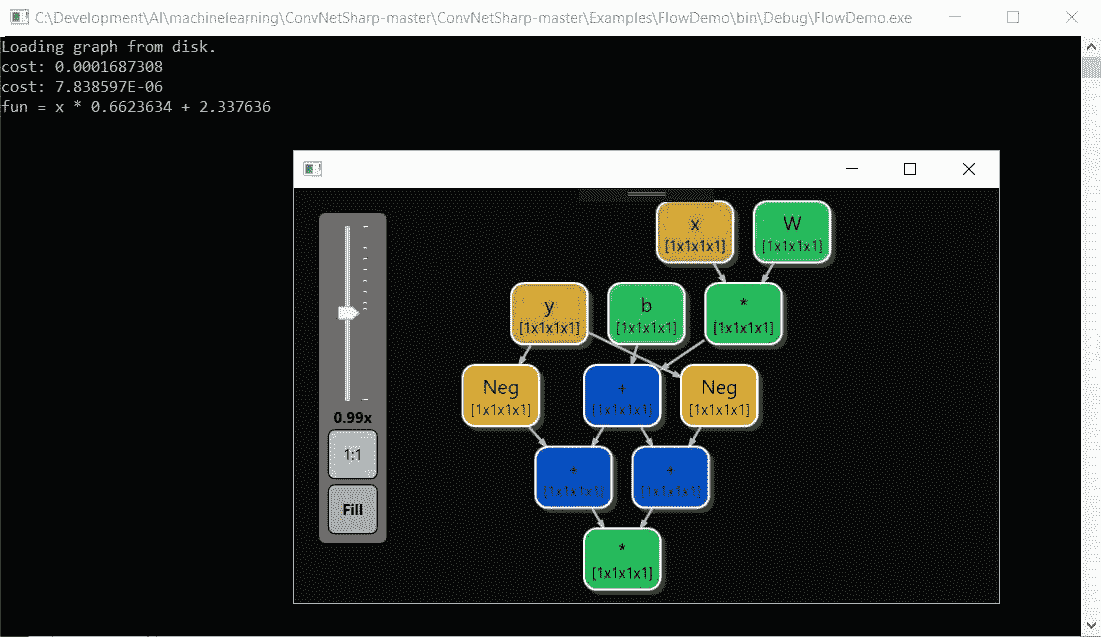 C:\Development\AI\machinelearning\ConvNetSharp-master\ConvNetSharp-master\Examples\FlowDemo\bin\Debug\FlowDemo.exe
Loading graph from disk.
cost: 0.0001687308
cost: 7.838597E-06
fun = x * 0.6623634 + 2.337636
x
[1x1x1x1]
W
[1x1x1x1]
y
[1x1x1x1]
b
[1x1x1x1]
*
[1x1x1x1]
Neg
[1x1x1x1]
+
[1x1x1x1]
Neg
[1x1x1x1]
0.99x
1:1
+
[1x1x1x1]
+
[1x1x1x1]
Fill
*
[1x1x1x1]